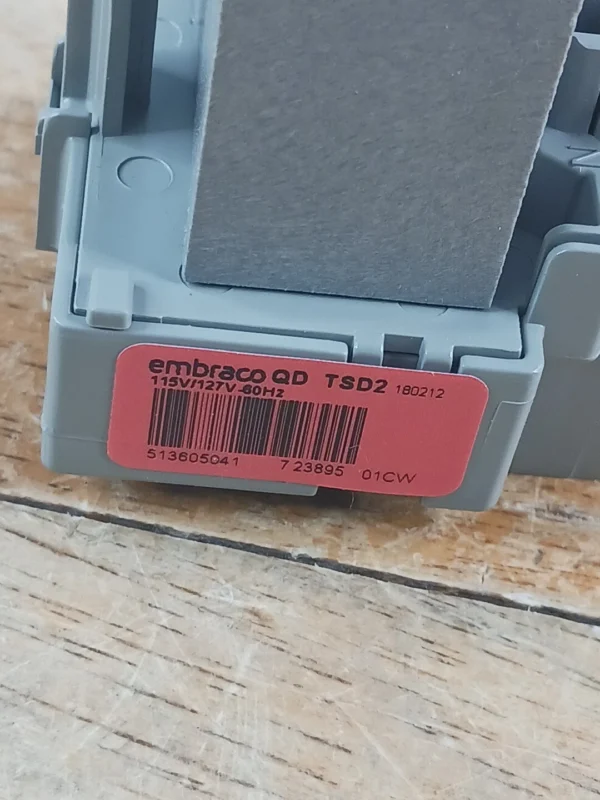 embraco QD TSD2 180212
115V/127V-60Hz
513605041 723895 01CW